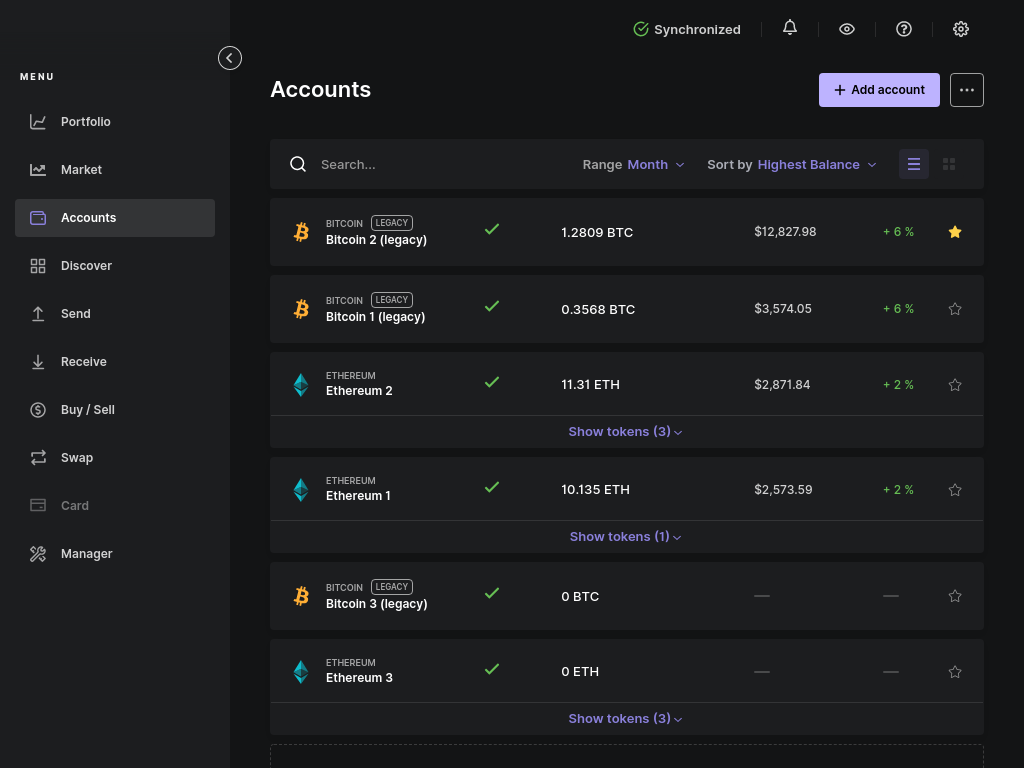 Synchronized
MENU
Accounts
Add account
Portfolio
Market
Accounts
Discover
Send
Receive
Buy / Sell
Swap
Card
Manager
Search...
Range Month
Sort by Highest Balance
BITCOIN LEGACY
Bitcoin 2 (legacy)
1.2809 BTC
$12,827.98
+ 6 %
BITCOIN LEGACY
Bitcoin 1 (legacy)
0.3568 BTC
$3,574.05
+ 6 %
ETHEREUM
Ethereum 2
11.31 ETH
$2,871.84
+ 2 %
Show tokens (3)
ETHEREUM
Ethereum 1
10.135 ETH
$2,573.59
+ 2 %
Show tokens (1)
BITCOIN LEGACY
Bitcoin 3 (legacy)
0 BTC
—
—
ETHEREUM
Ethereum 3
0 ETH
—
—
Show tokens (3)